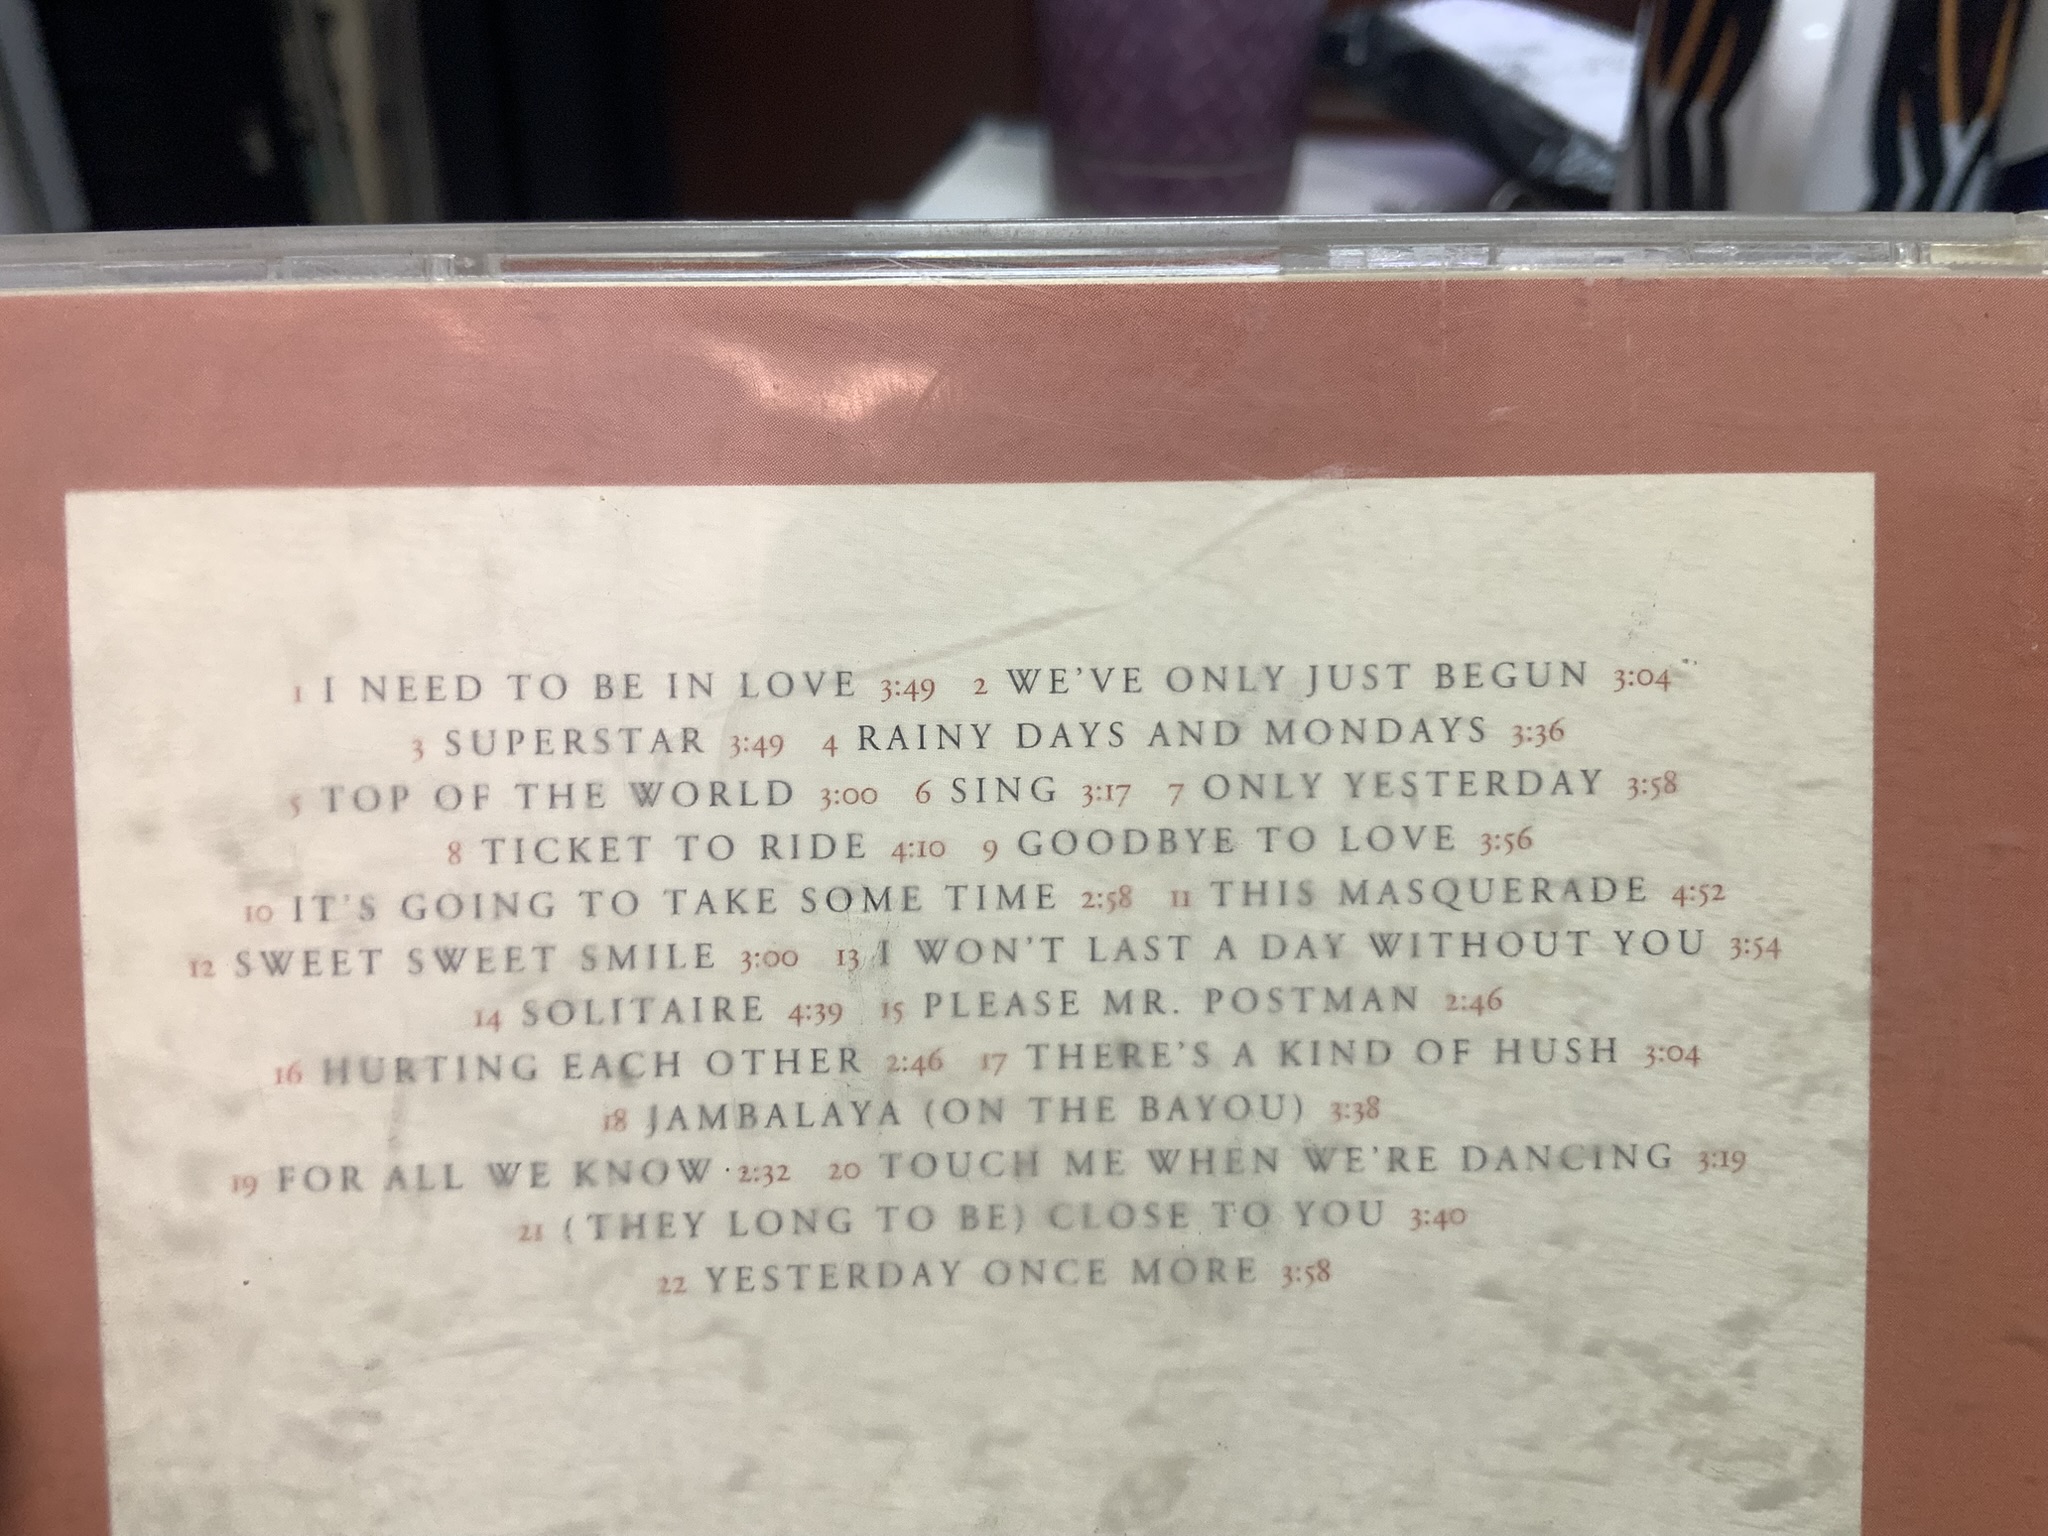 1 I NEED TO BE IN LOVE 3:49 2 WE'VE ONLY JUST BEGUN 3:04
3 SUPERSTAR 3:49 4 RAINY DAYS AND MONDAYS 3:36
5 TOP OF THE WORLD 3:00 6 SING 3:17 7 ONLY YESTERDAY 3:58
8 TICKET TO RIDE 4:10 9 GOODBYE TO LOVE 3:56
10 IT'S GOING TO TAKE SOME TIME 2:58 11 THIS MASQUERADE 4:52
12 SWEET SWEET SMILE 3:00 13 I WON'T LAST A DAY WITHOUT YOU 3:54
14 SOLITAIRE 4:39 15 PLEASE MR. POSTMAN 2:46
16 HURTING EACH OTHER 2:46 17 THERE'S A KIND OF HUSH 3:04
18 JAMBALAYA (ON THE BAYOU) 3:38
19 FOR ALL WE KNOW 2:32 20 TOUCH ME WHEN WE'RE DANCING 3:19
21 (THEY LONG TO BE) CLOSE TO YOU 3:40
22 YESTERDAY ONCE MORE 3:58